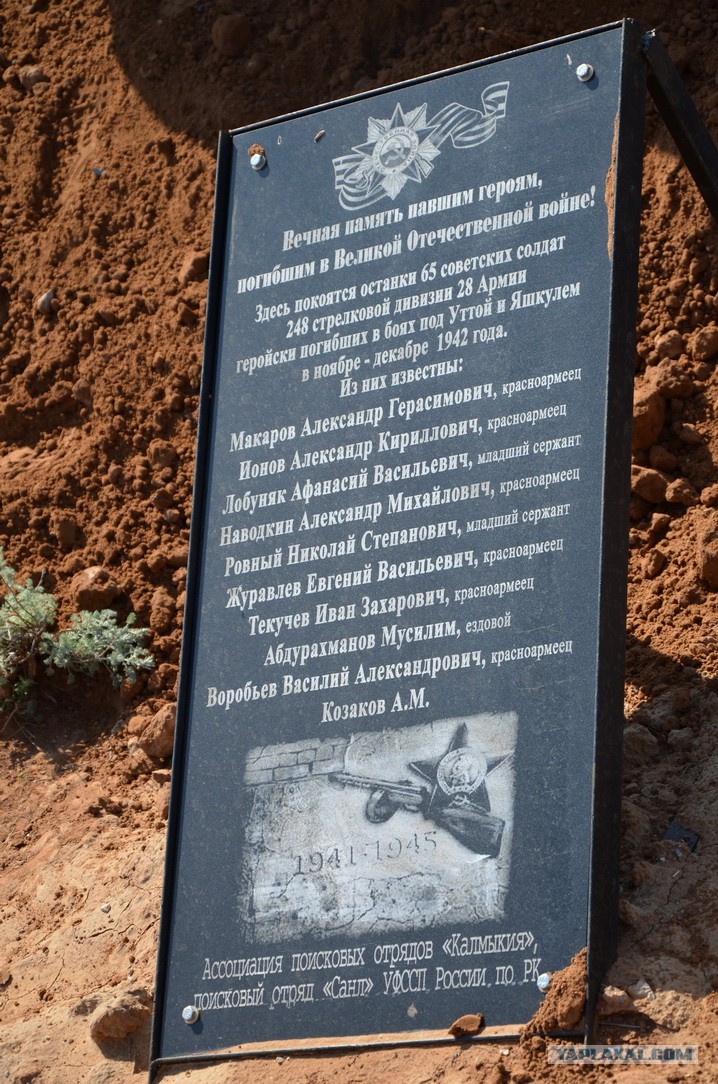 Вечная память павшим героям,
погибшим в Великой Отечественной войне!
Здесь покоятся останки 65 советских солдат
248 стрелковой дивизии 28 Армии
геройски погибших в боях под Уттой и Яшкулем
в ноябре - декабре 1942 года.
Из них известны:
Макаров Александр Герасимович, красноармеец
Ионов Александр Кириллович, красноармеец
Лобуняк Афанасий Васильевич, младший сержант
Наводкин Александр Михайлович, красноармеец
Ровный Николай Степанович, младший сержант
Журавлев Евгений Васильевич, красноармеец
Текучев Иван Захарович, красноармеец
Абдурахманов Мусилим, ездовой
Воробьев Василий Александрович, красноармеец
Козаков А.М.
1941-1945
Ассоциация поисковых отрядов «Калмыкия»,
поисковый отряд «Санл» УФССП России по РК
YAPLAKAL.COM